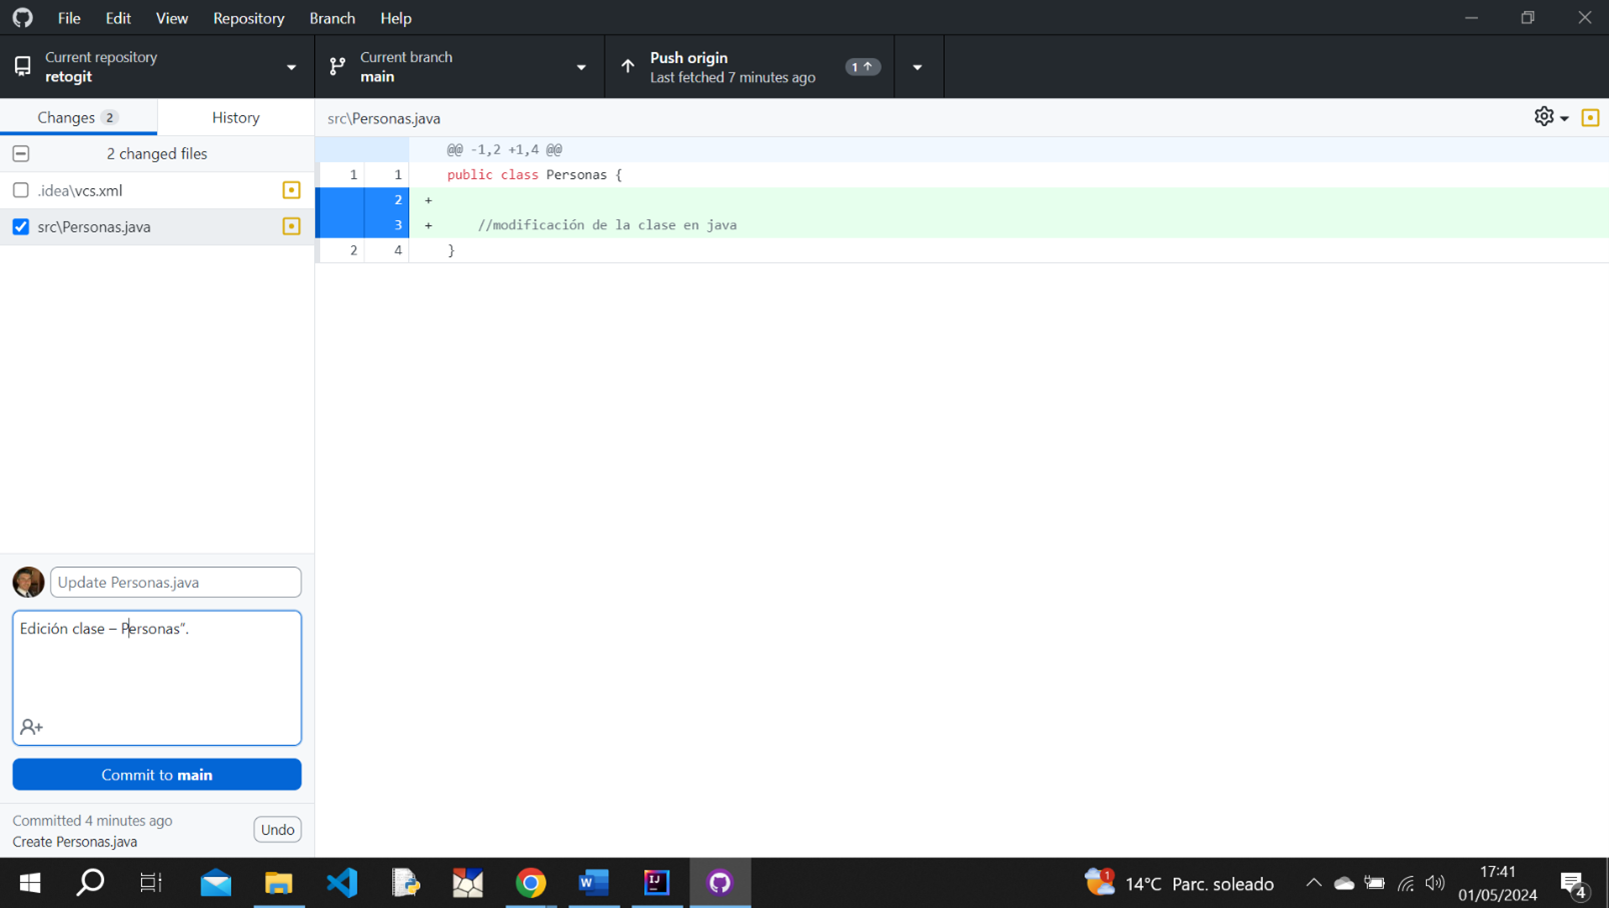 File Edit View Repository Branch Help
Current repository
retogit
Current branch
main
Push origin
Last fetched 7 minutes ago
1
Changes 2
History
src\Personas.java
2 changed files
.idea\vcs.xml
src\Personas.java
@@ -1,2 +1,4 @@
1 1 public class Personas {
2 +
3 + //modificación de la clase en java
2 4 }
Update Personas.java
Edición clase – Personas”.
Commit to main
Committed 4 minutes ago
Create Personas.java
Undo
1
14°C Parc. soleado
17:41
01/05/2024
4